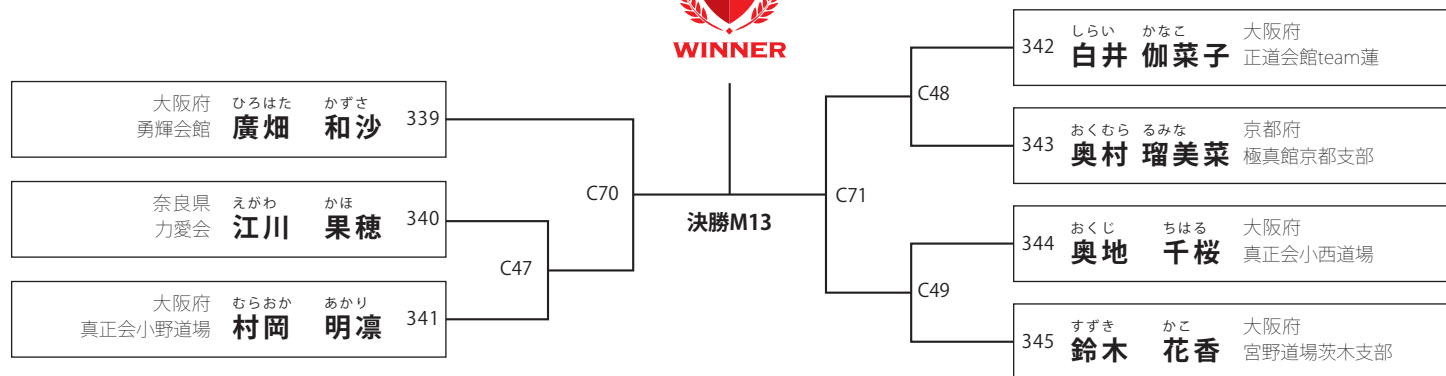 WINNER
大阪府 ひろはた かずさ
勇輝会館 廣畑 和沙 339
奈良県 えがわ かほ
力愛会 江川 果穂 340
大阪府 むらおか あかり
真正会小野道場 村岡 明凛 341
C47
C70
決勝M13
C71
C48
C49
しらい かなこ 大阪府
342 白井 伽菜子 正道会館team蓮
おくむら るみな 京都府
343 奥村 瑠美菜 極真館京都支部
おくじ ちはる 大阪府
344 奥地 千桜 真正会小西道場
すずき かこ 大阪府
345 鈴木 花香 宮野道場茨木支部